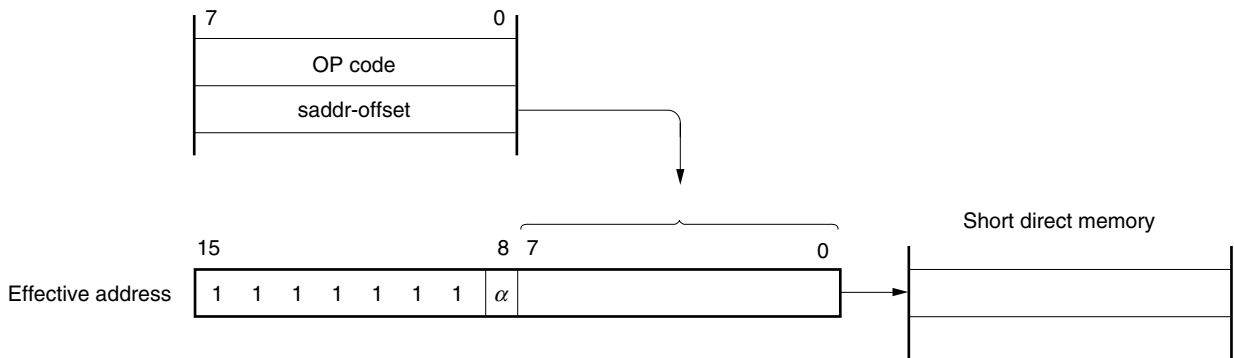 7 0
OP code
saddr-offset
Short direct memory
15 8 7 0
Effective address 1 1 1 1 1 1 1 α